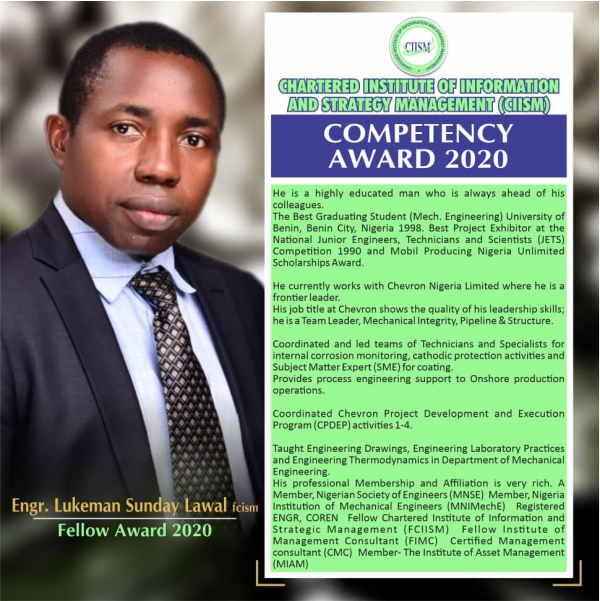 CIISM
CHARTERED INSTITUTE OF INFORMATION
AND STRATEGY MANAGEMENT (CIISM)
COMPETENCY
AWARD 2020
He is a highly educated man who is always ahead of his
colleagues.
The Best Graduating Student (Mech. Engineering) University of
Benin, Benin City, Nigeria 1998. Best Project Exhibitor at the
National Junior Engineers, Technicians and Scientists (JETS)
Competition 1990 and Mobil Producing Nigeria Unlimited
Scholarships Award.
He currently works with Chevron Nigeria Limited where he is a
frontier leader.
His job title at Chevron shows the quality of his leadership skills;
he is a Team Leader, Mechanical Integrity, Pipeline & Structure.
Coordinated and led teams of Technicians and Specialists for
internal corrosion monitoring, cathodic protection activities and
Subject Matter Expert (SME) for coating.
Provides process engineering support to Onshore production
operations.
Coordinated Chevron Project Development and Execution
Program (CPDEP) activities 1-4.
Taught Engineering Drawings, Engineering Laboratory Practices
and Engineering Thermodynamics in Department of Mechanical
Engineering.
His professional Membership and Affiliation is very rich. A
Member, Nigerian Society of Engineers (MNSE) Member, Nigeria
Institution of Mechanical Engineers (MNIMechE) Registered
ENGR, COREN Fellow Chartered Institute of Information and
Strategic Management (FCIISM) Fellow Institute of
Management Consultant (FIMC) Certified Management
consultant (CMC) Member- The Institute of Asset Management
(MIAM)
Engr. Lukeman Sunday Lawal fcism
Fellow Award 2020